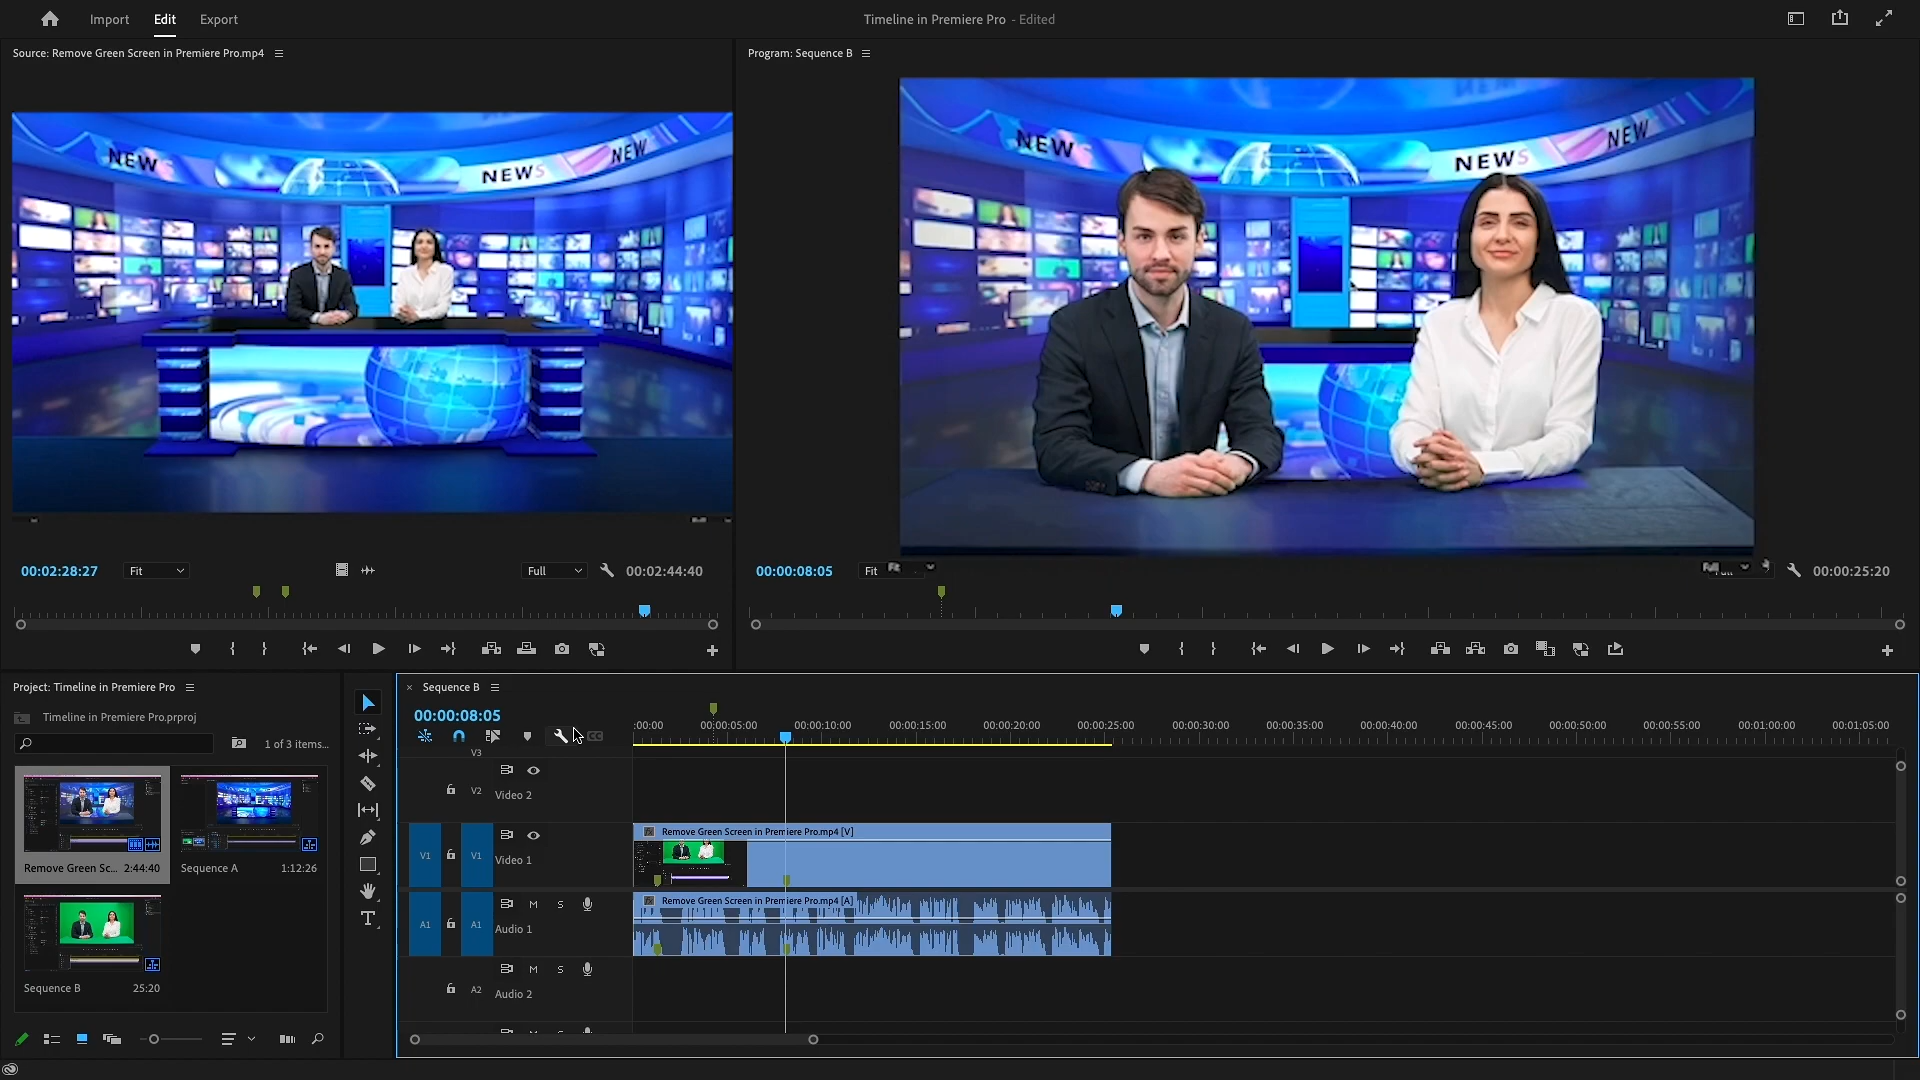 Import
Edit
Export
Timeline in Premiere Pro - Edited
Source: Remove Green Screen in Premiere Pro.mp4
Program: Sequence B
NEW
NEWS
NEW
NEW
NEWS
NEW
00:02:28:27
Fit
Full
00:02:44:40
00:00:08:05
Fit
00:00:25:20
Project: Timeline in Premiere Pro
Timeline in Premiere Pro.prproj
1 of 3 items...
Remove Green Sc... 2:44:40
Sequence A 1:12:26
Sequence B 25:20
Sequence B
00:00:08:05
:00:00 00:00:05:00 00:00:10:00 00:00:15:00 00:00:20:00 00:00:25:00 00:00:30:00 00:00:35:00 00:00:40:00 00:00:45:00 00:00:50:00 00:00:55:00 00:01:00:00 00:01:05:00
V3
V2 Video 2
V1 V1 Video 1
Remove Green Screen in Premiere Pro.mp4 [V]
M S
A1 A1 Audio 1
Remove Green Screen in Premiere Pro.mp4 [A]
M S
A2 Audio 2